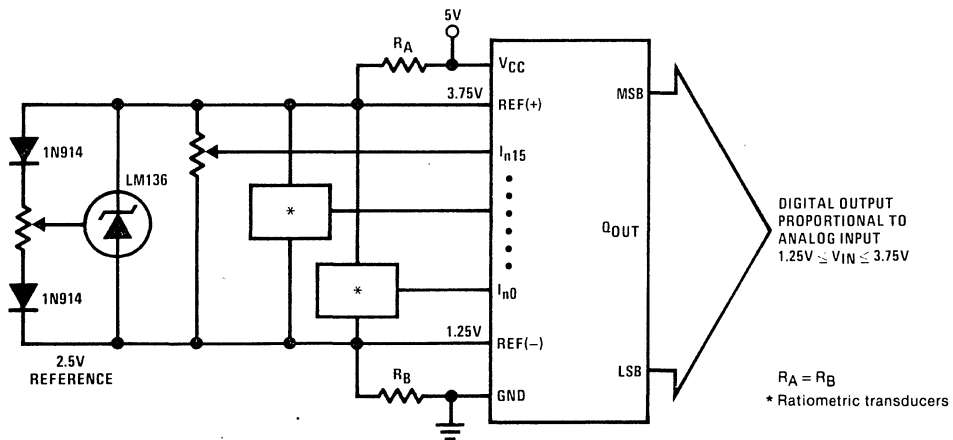 5V
RA
VCC
MSB
3.75V
REF(+)
1N914
In15
LM136
*
DIGITAL OUTPUT
PROPORTIONAL TO
ANALOG INPUT
1.25V ≤ VIN ≤ 3.75V
QOUT
*
In0
1N914
1.25V
REF(−)
2.5V
REFERENCE
RB
LSB
GND
RA = RB
* Ratiometric transducers